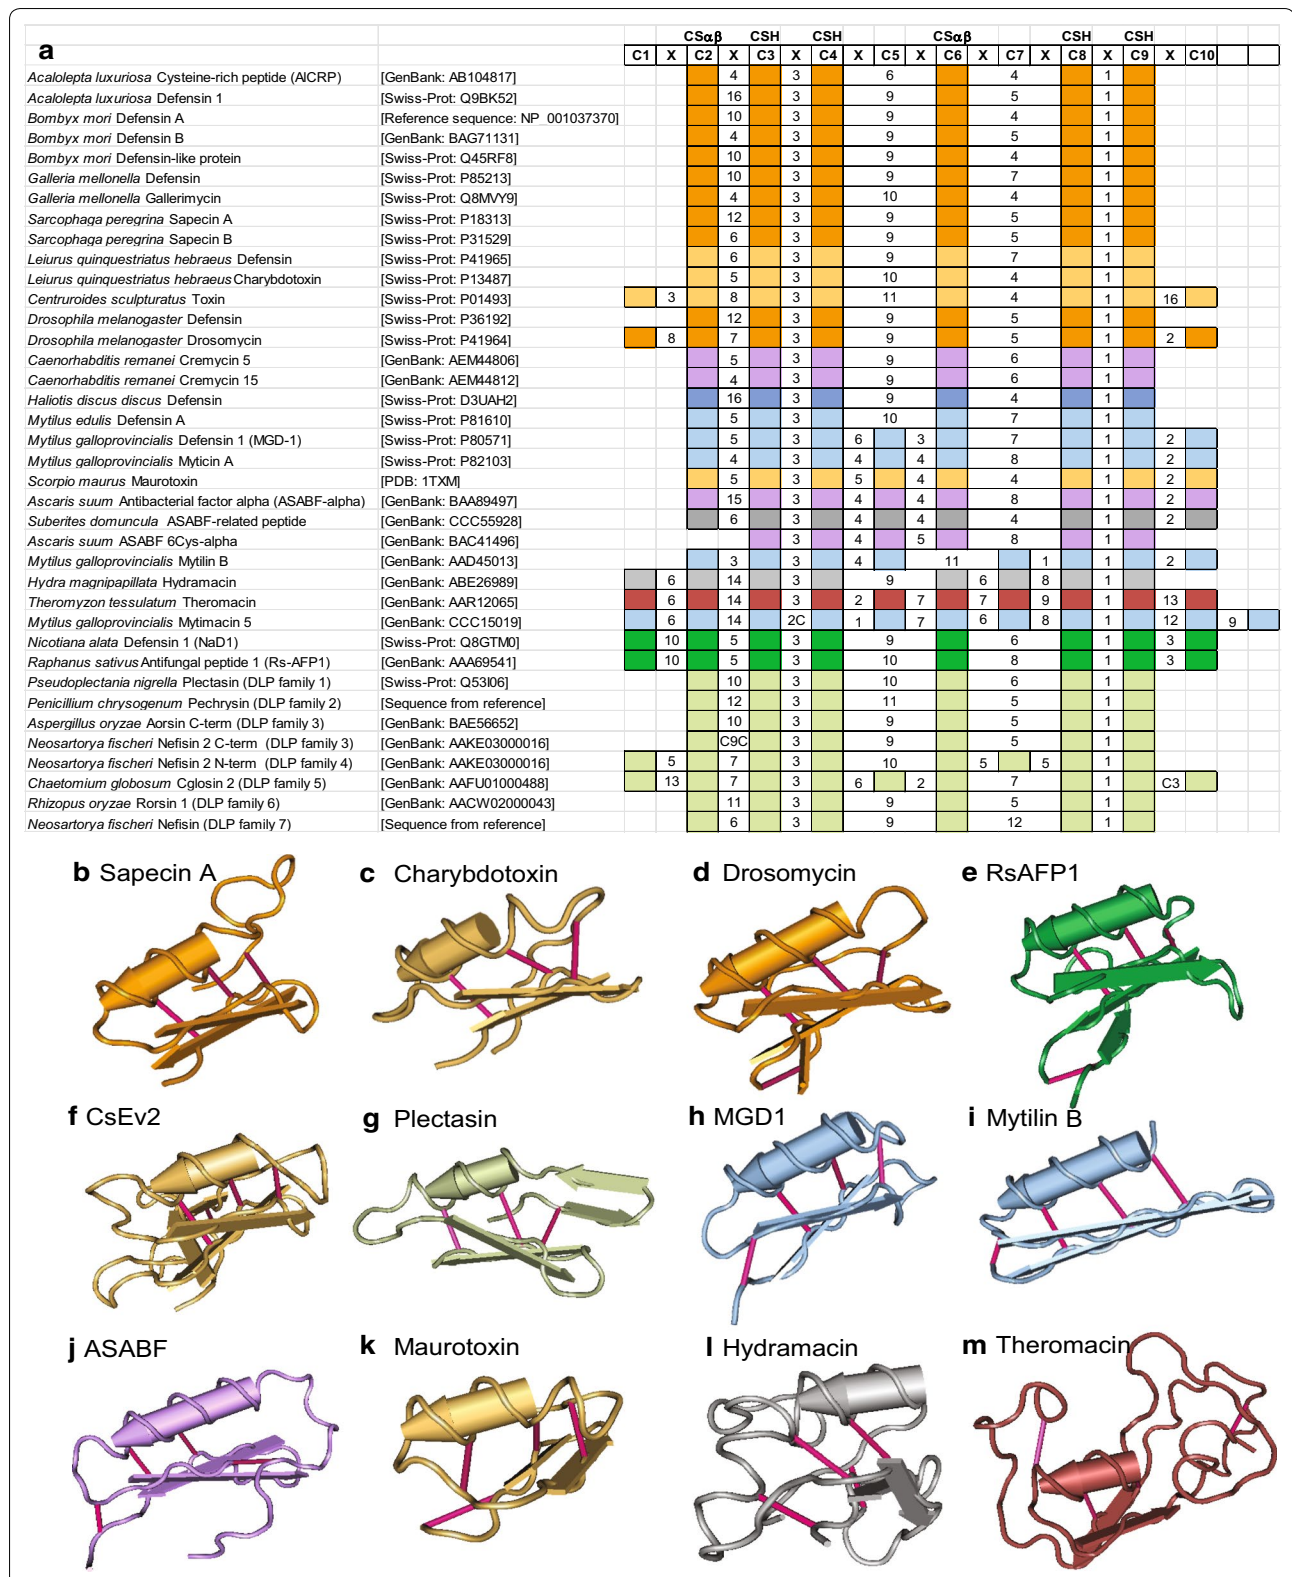 a
CSαβ CSH CSH CSαβ CSH CSH
C1 X C2 X C3 X C4 X C5 X C6 X C7 X C8 X C9 X C10
Acalolepta luxuriosa Cysteine-rich peptide (AlCRP) [GenBank: AB104817] 4 3 6 4 1
Acalolepta luxuriosa Defensin 1 [Swiss-Prot: Q9BK52] 16 3 9 5 1
Bombyx mori Defensin A [Reference sequence: NP_001037370] 10 3 9 4 1
Bombyx mori Defensin B [GenBank: BAG71131] 4 3 9 5 1
Bombyx mori Defensin-like protein [Swiss-Prot: Q45RF8] 10 3 9 4 1
Galleria mellonella Defensin [Swiss-Prot: P85213] 10 3 9 7 1
Galleria mellonella Gallerimycin [Swiss-Prot: Q8MVY9] 4 3 10 4 1
Sarcophaga peregrina Sapecin A [Swiss-Prot: P18313] 12 3 9 5 1
Sarcophaga peregrina Sapecin B [Swiss-Prot: P31529] 6 3 9 5 1
Leiurus quinquestriatus hebraeus Defensin [Swiss-Prot: P41965] 6 3 9 7 1
Leiurus quinquestriatus hebraeus Charybdotoxin [Swiss-Prot: P13487] 5 3 10 4 1
Centruroides sculpturatus Toxin [Swiss-Prot: P01493] 3 8 3 11 4 1 16
Drosophila melanogaster Defensin [Swiss-Prot: P36192] 12 3 9 5 1
Drosophila melanogaster Drosomycin [Swiss-Prot: P41964] 8 7 3 9 5 1 2
Caenorhabditis remanei Cremycin 5 [GenBank: AEM44806] 5 3 9 6 1
Caenorhabditis remanei Cremycin 15 [GenBank: AEM44812] 4 3 9 6 1
Haliotis discus discus Defensin [Swiss-Prot: D3UAH2] 16 3 9 4 1
Mytilus edulis Defensin A [Swiss-Prot: P81610] 5 3 10 7 1
Mytilus galloprovincialis Defensin 1 (MGD-1) [Swiss-Prot: P80571] 5 3 6 3 7 1 2
Mytilus galloprovincialis Myticin A [Swiss-Prot: P82103] 4 3 4 4 8 1 2
Scorpio maurus Maurotoxin [PDB: 1TXM] 5 3 5 4 4 1 2
Ascaris suum Antibacterial factor alpha (ASABF-alpha) [GenBank: BAA89497] 15 3 4 4 8 1 2
Suberites domuncula ASABF-related peptide [GenBank: CCC55928] 6 3 4 4 4 1 2
Ascaris suum ASABF 6Cys-alpha [GenBank: BAC41496] 3 4 5 8 1
Mytilus galloprovincialis Mytilin B [GenBank: AAD45013] 3 3 4 11 1 1 2
Hydra magnipapillata Hydramacin [GenBank: ABE26989] 6 14 3 9 6 8 1
Theromyzon tessulatum Theromacin [GenBank: AAR12065] 6 14 3 2 7 7 9 1 13
Mytilus galloprovincialis Mytimacin 5 [GenBank: CCC15019] 6 14 2C 1 7 6 8 1 12 9
Nicotiana alata Defensin 1 (NaD1) [Swiss-Prot: Q8GTM0] 10 5 3 9 6 1 3
Raphanus sativus Antifungal peptide 1 (Rs-AFP1) [GenBank: AAA69541] 10 5 3 10 8 1 3
Pseudoplectania nigrella Plectasin (DLP family 1) [Swiss-Prot: Q53I06] 10 3 10 6 1
Penicillium chrysogenum Pechrysin (DLP family 2) [Sequence from reference] 12 3 11 5 1
Aspergillus oryzae Aorsin C-term (DLP family 3) [GenBank: BAE56652] 10 3 9 5 1
Neosartorya fischeri Nefisin 2 C-term (DLP family 3) [GenBank: AAKE03000016] C9C 3 9 5 1
Neosartorya fischeri Nefisin 2 N-term (DLP family 4) [GenBank: AAKE03000016] 5 7 3 10 5 5 1
Chaetomium globosum Cglosin 2 (DLP family 5) [GenBank: AAFU01000488] 13 7 3 6 2 7 1 C3
Rhizopus oryzae Rorsin 1 (DLP family 6) [GenBank: AACW02000043] 11 3 9 5 1
Neosartorya fischeri Nefisin (DLP family 7) [Sequence from reference] 6 3 9 12 1
b Sapecin A
c Charybdotoxin
d Drosomycin
e RsAFP1
f CsEv2
g Plectasin
h MGD1
i Mytilin B
j ASABF
k Maurotoxin
l Hydramacin
m Theromacin